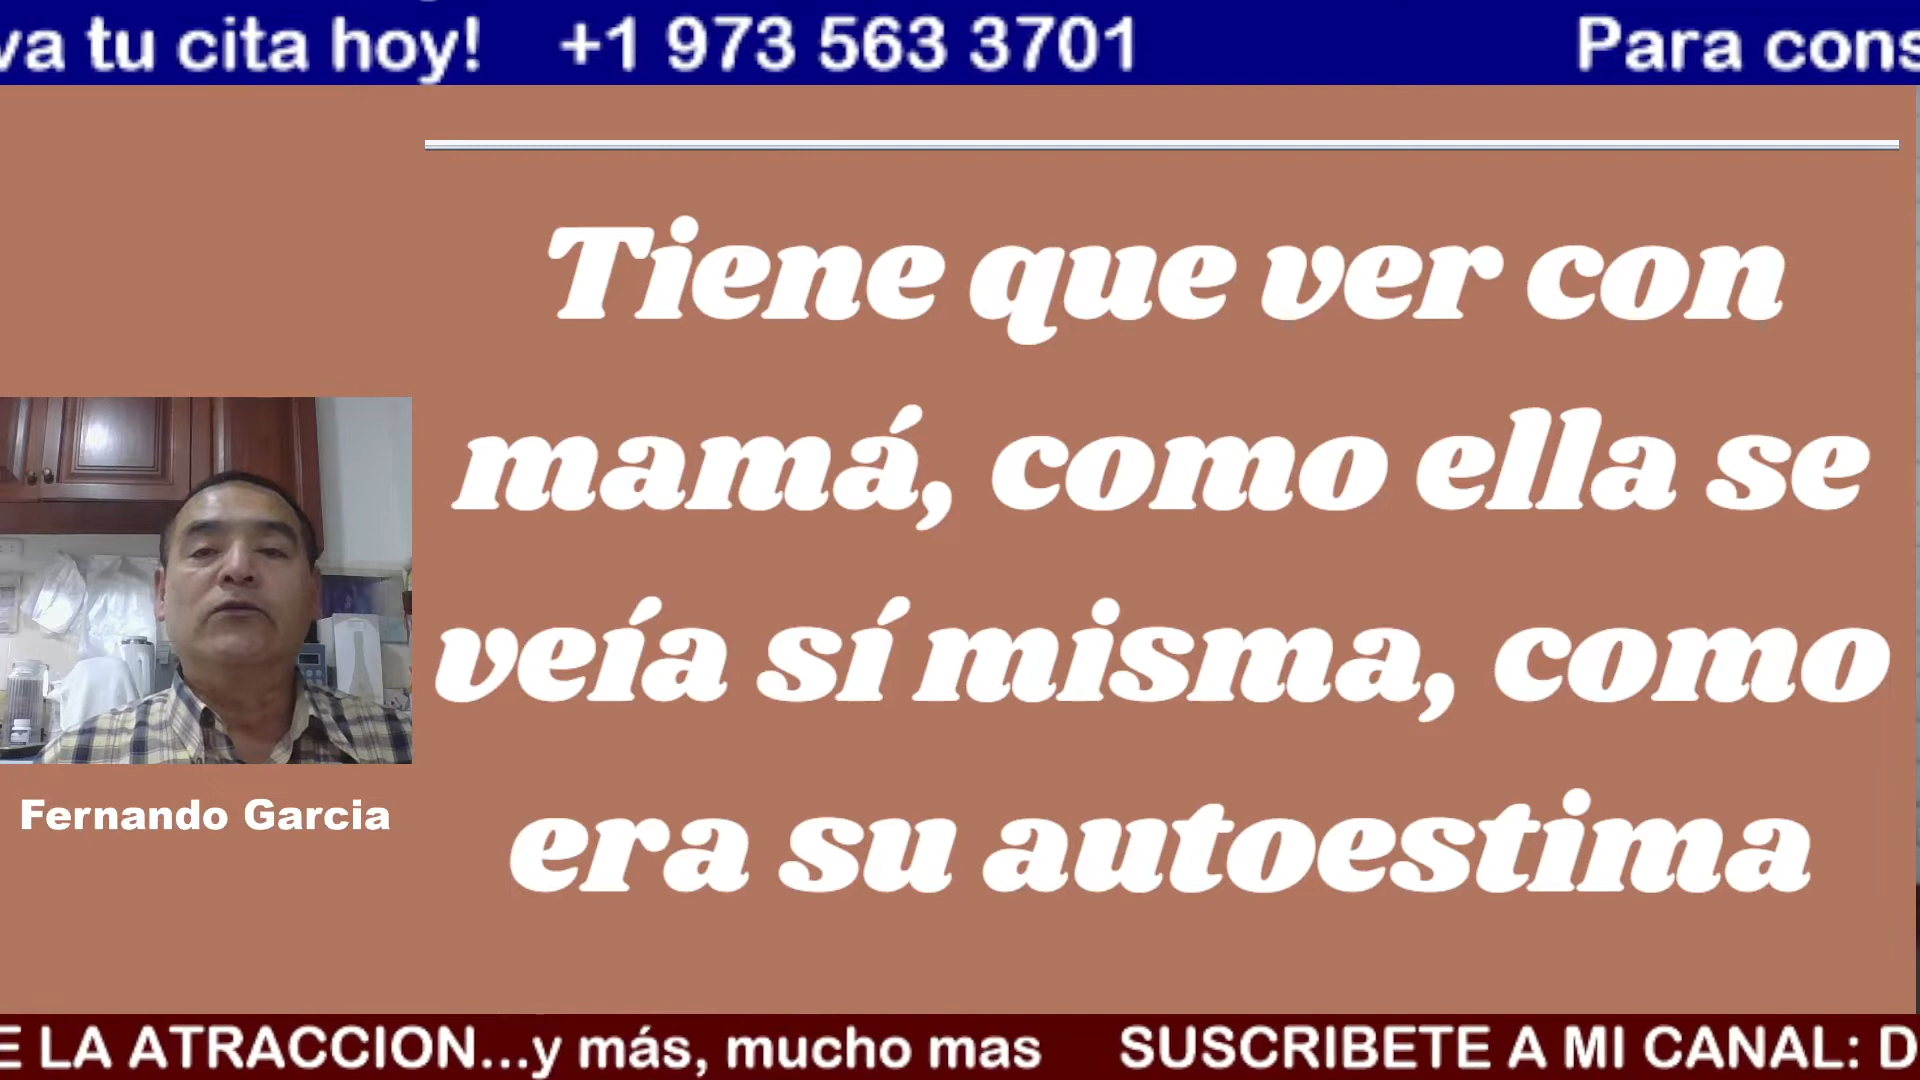 va tu cita hoy! +1 973 563 3701 Para cons
Tiene que ver con
mamá, como ella se
veía sí misma, como
era su autoestima
Fernando Garcia
E LA ATRACCION...y más, mucho mas SUSCRIBETE A MI CANAL: D